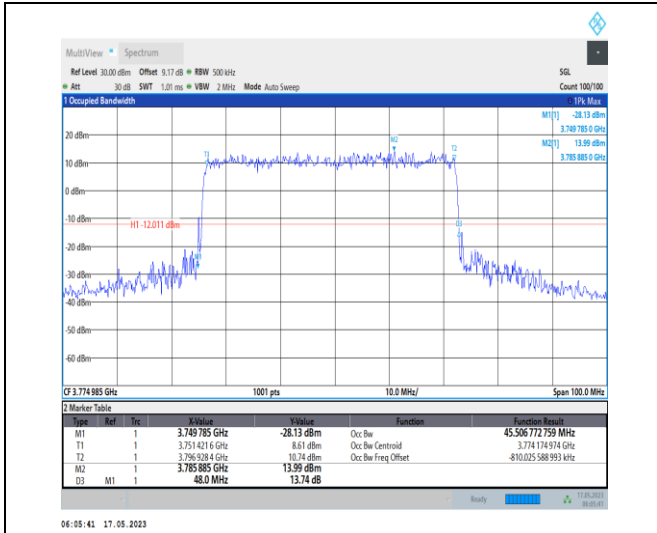 MultiView Spectrum
Ref Level 30.00 dBm Offset 9.17 dB RBW 500 kHz SGL
Att 30 dB SWT 1.01 ms VBW 2 MHz Mode Auto Sweep Count 100/100
1 Occupied Bandwidth 1Pk Max
M1[1] -28.13 dBm
3.749 785 0 GHz
M2[1] 13.99 dBm
3.785 885 0 GHz
20 dBm
M2
T1 T2
10 dBm
0 dBm
-10 dBm
H1 -12.011 dBm
D3
-20 dBm
M1
-30 dBm
-40 dBm
-50 dBm
-60 dBm
CF 3.774 985 GHz 1001 pts 10.0 MHz/ Span 100.0 MHz
2 Marker Table
Type Ref Trc X-Value Y-Value Function Function Result
M1 1 3.749 785 GHz -28.13 dBm Occ Bw 45.506 772 759 MHz
T1 1 3.751 421 6 GHz 8.61 dBm Occ Bw Centroid 3.774 174 974 GHz
T2 1 3.796 928 4 GHz 10.74 dBm Occ Bw Freq Offset -810.025 588 993 kHz
M2 1 3.785 885 GHz 13.99 dBm
D3 M1 1 48.0 MHz 13.74 dB
Ready 17.05.2023
06:05:41
06:05:41 17.05.2023